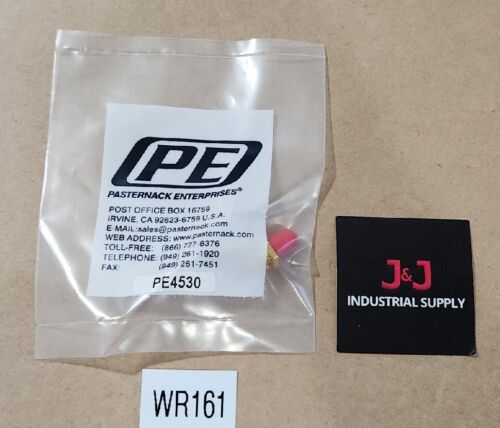 PE
PASTERNACK ENTERPRISES®
POST OFFICE BOX 16759
IRVINE, CA 92623-6759 U.S.A.
E-MAIL:sales@pasternack.com
WEB ADDRESS: www.pasternack.com
TOLL-FREE: (866) 727-8376
TELEPHONE: (949) 261-1920
FAX: (949) 261-7451
PE4530
J&J
INDUSTRIAL SUPPLY
WR161